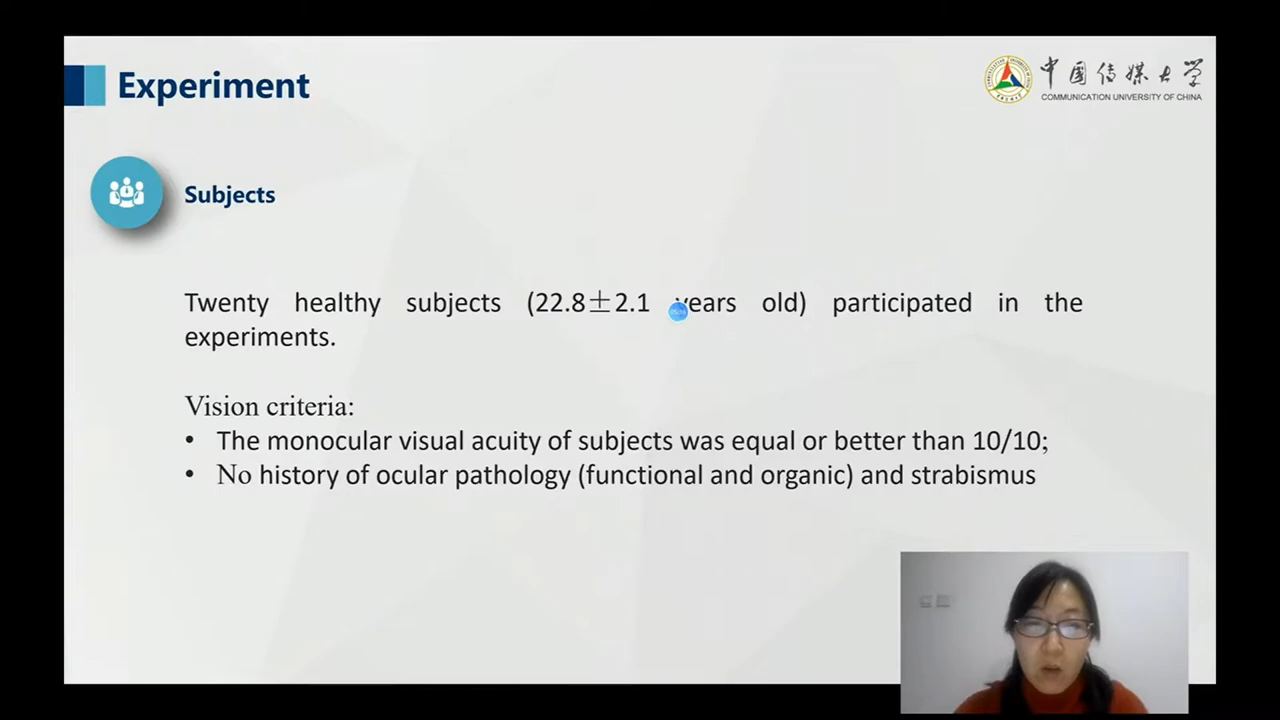 Experiment
中国传媒大学
COMMUNICATION UNIVERSITY OF CHINA
Subjects
Twenty healthy subjects (22.8±2.1 years old) participated in the
experiments.
Vision criteria:
• The monocular visual acuity of subjects was equal or better than 10/10;
• No history of ocular pathology (functional and organic) and strabismus